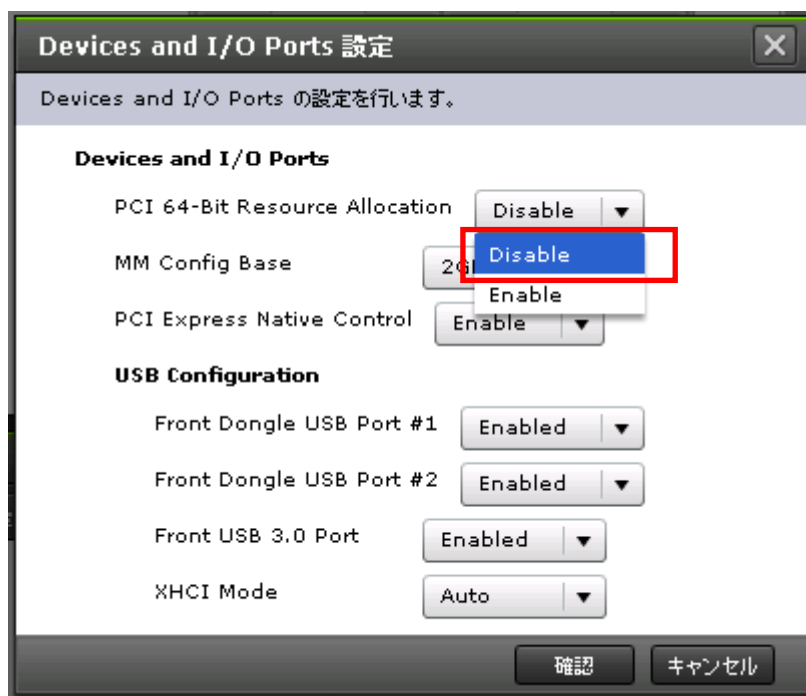 Devices and I/O Ports 設定
Devices and I/O Ports の設定を行います。
Devices and I/O Ports
PCI 64-Bit Resource Allocation Disable
Disable
MM Config Base
Enable
PCI Express Native Control Enable
USB Configuration
Front Dongle USB Port #1 Enabled
Front Dongle USB Port #2 Enabled
Front USB 3.0 Port Enabled
XHCI Mode Auto
確認 キャンセル